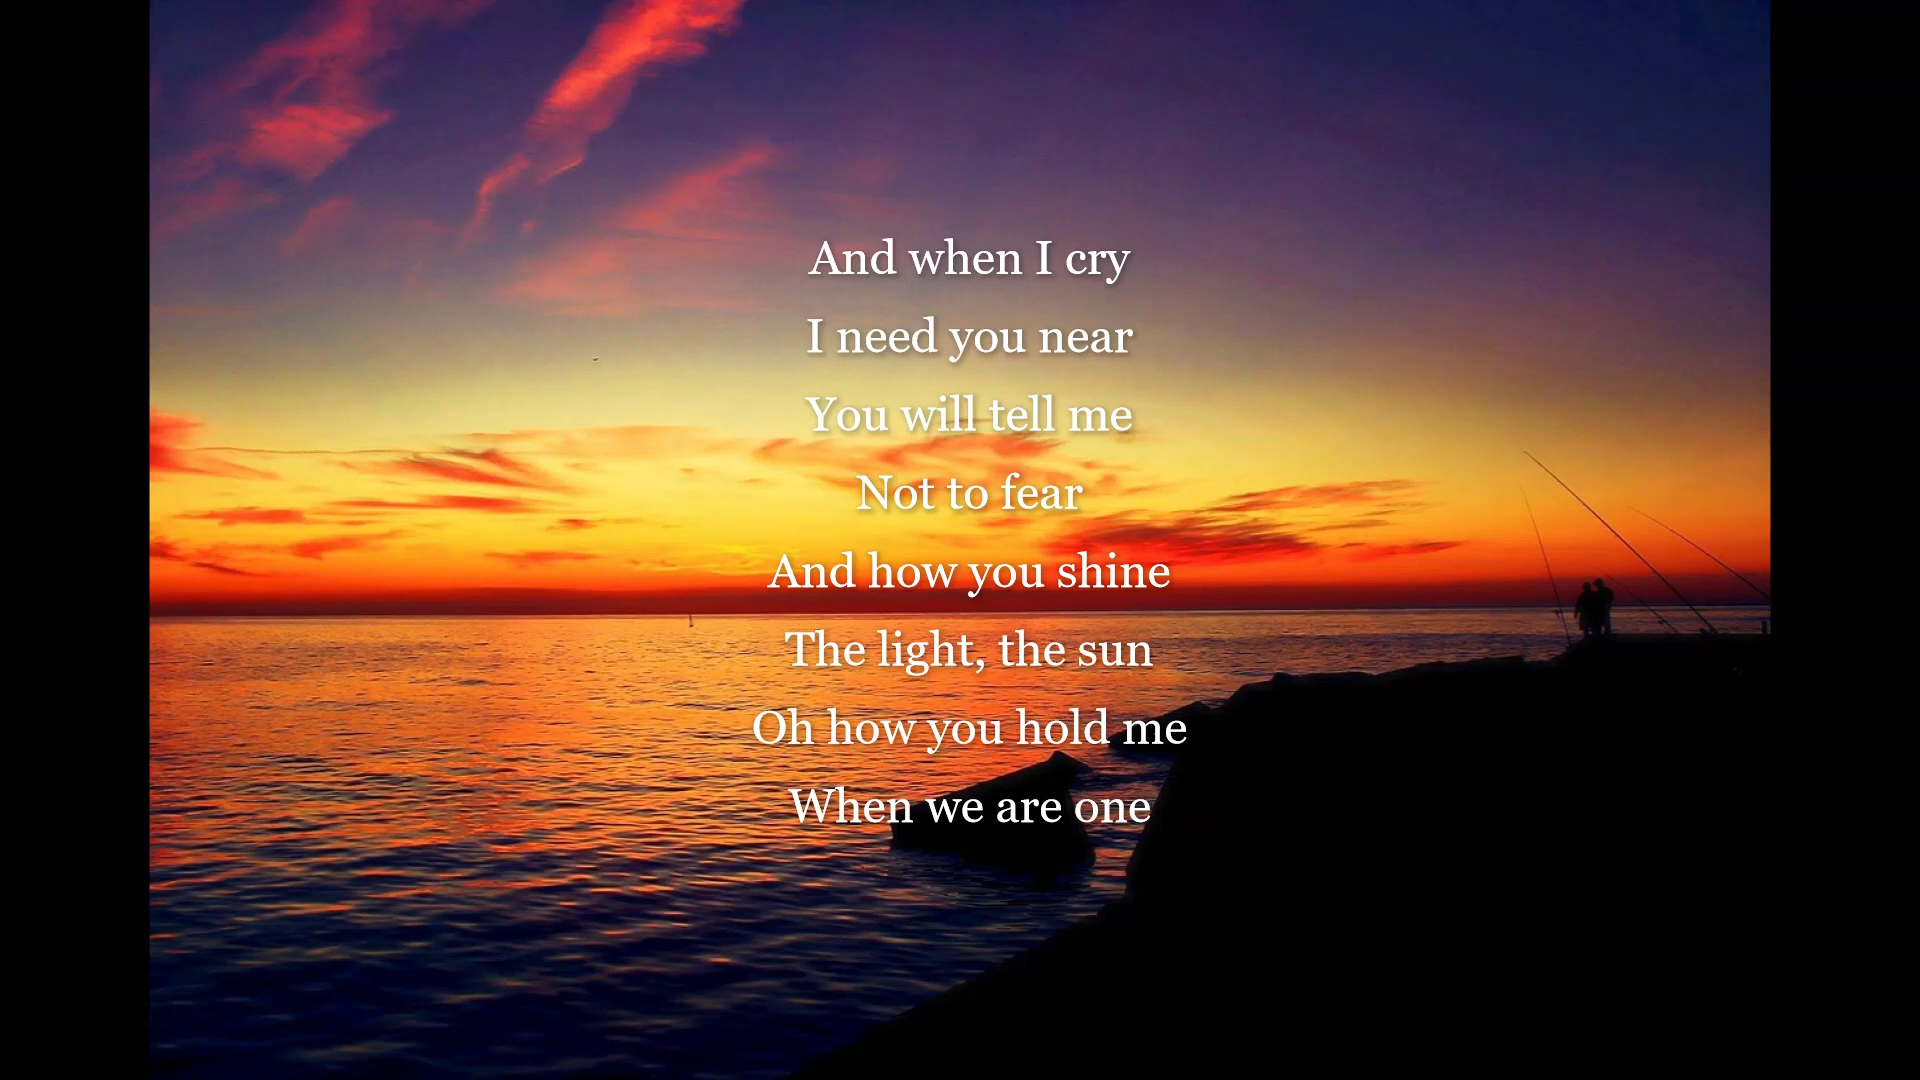 And when I cry
I need you near
You will tell me
Not to fear
And how you shine
The light, the sun
Oh how you hold me
When we are one